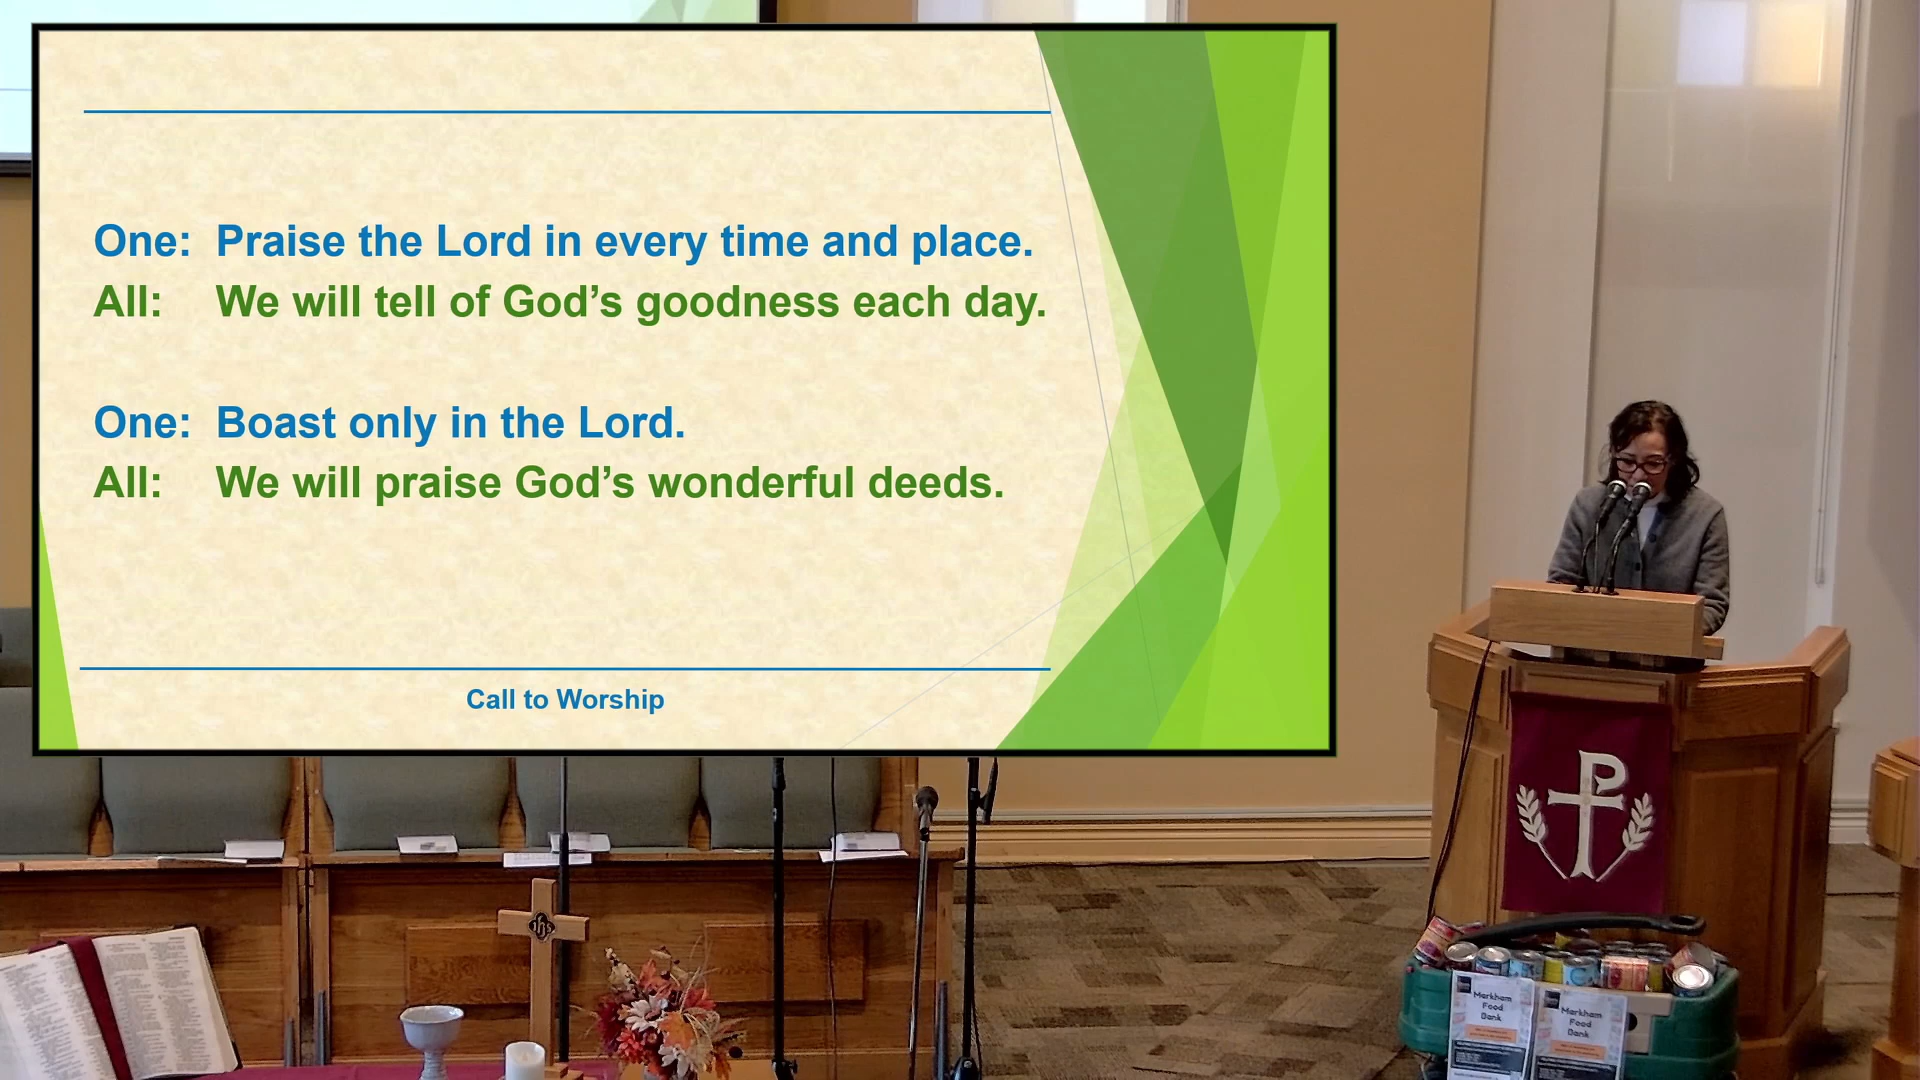 One: Praise the Lord in every time and place.
All: We will tell of God’s goodness each day.
One: Boast only in the Lord.
All: We will praise God’s wonderful deeds.
Call to Worship
ihs
Markham
Food
Bank
Markham
Food
Bank